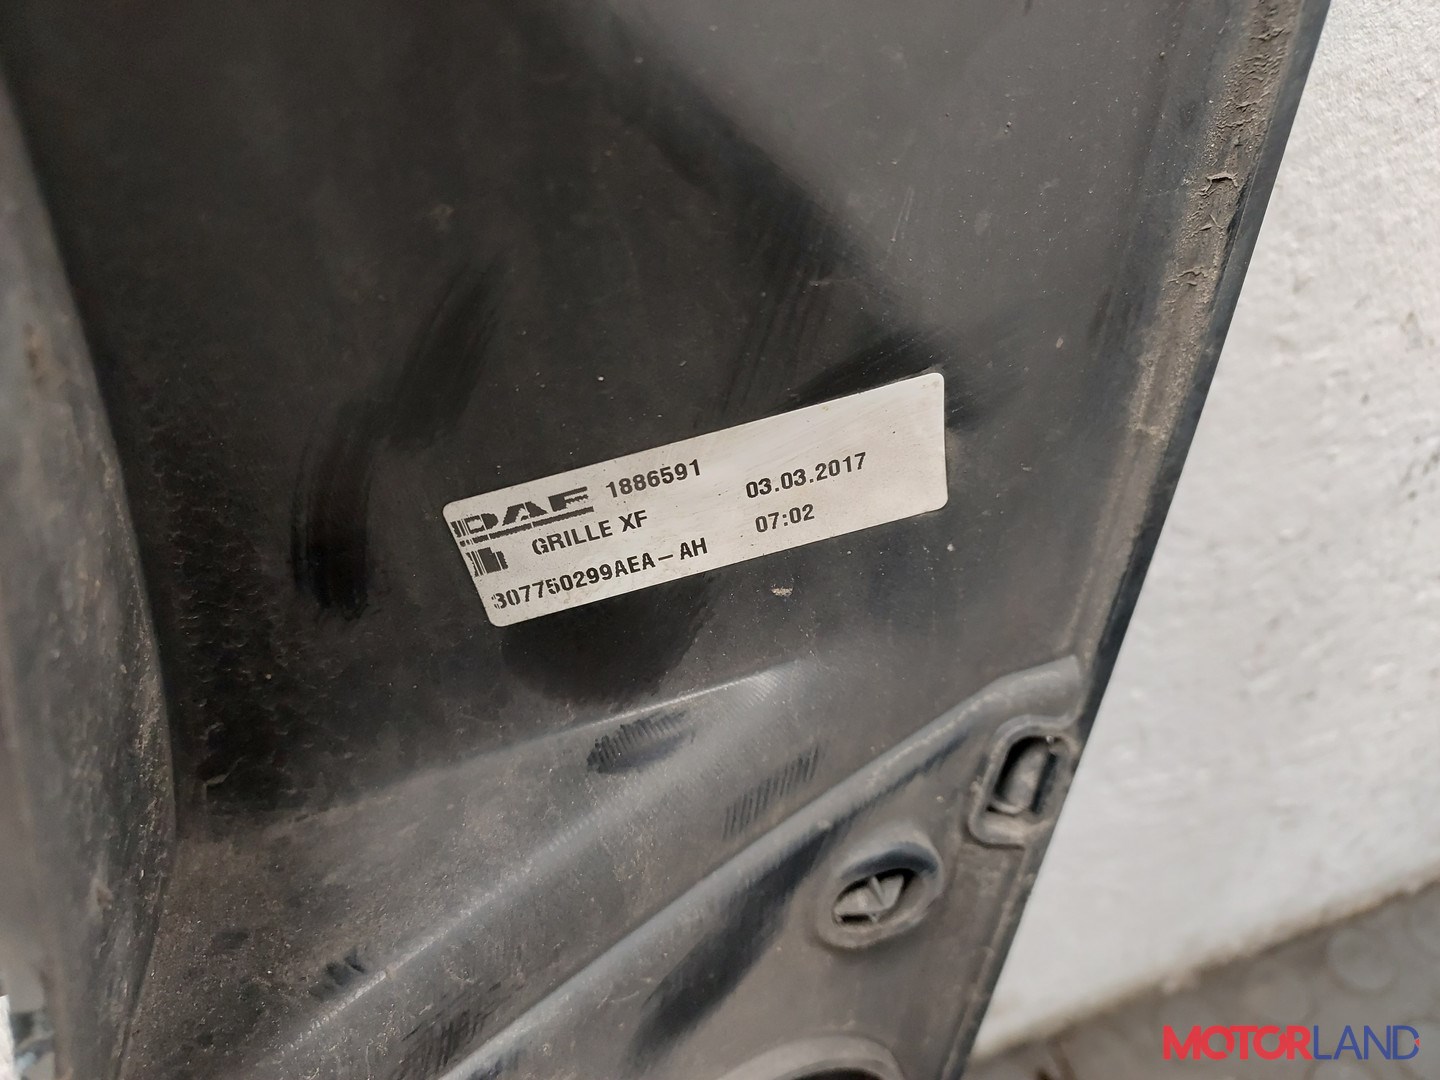 DAF 1886591
GRILLE XF
307750299AEA-AH
03.03.2017
07:02
MOTORLAND